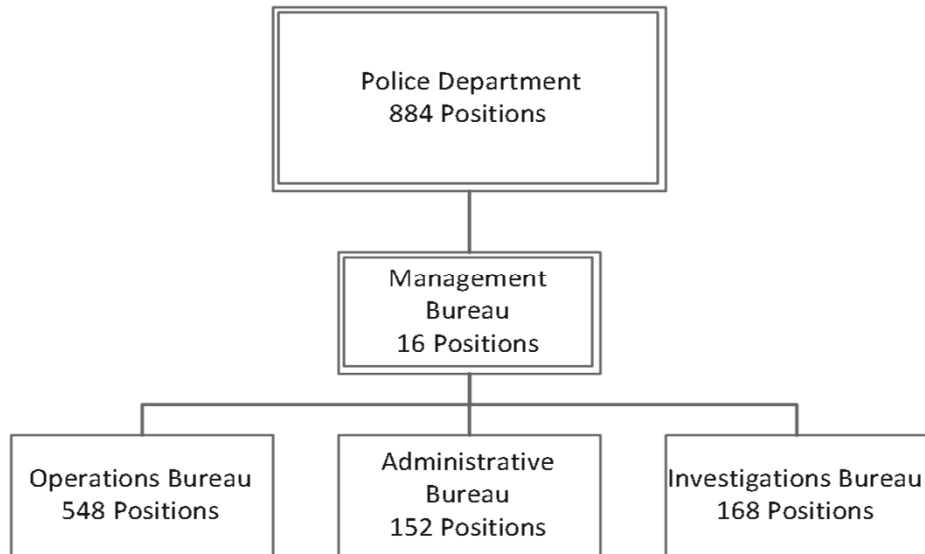 Police Department
884 Positions
Management
Bureau
16 Positions
Operations Bureau
548 Positions
Administrative
Bureau
152 Positions
Investigations Bureau
168 Positions